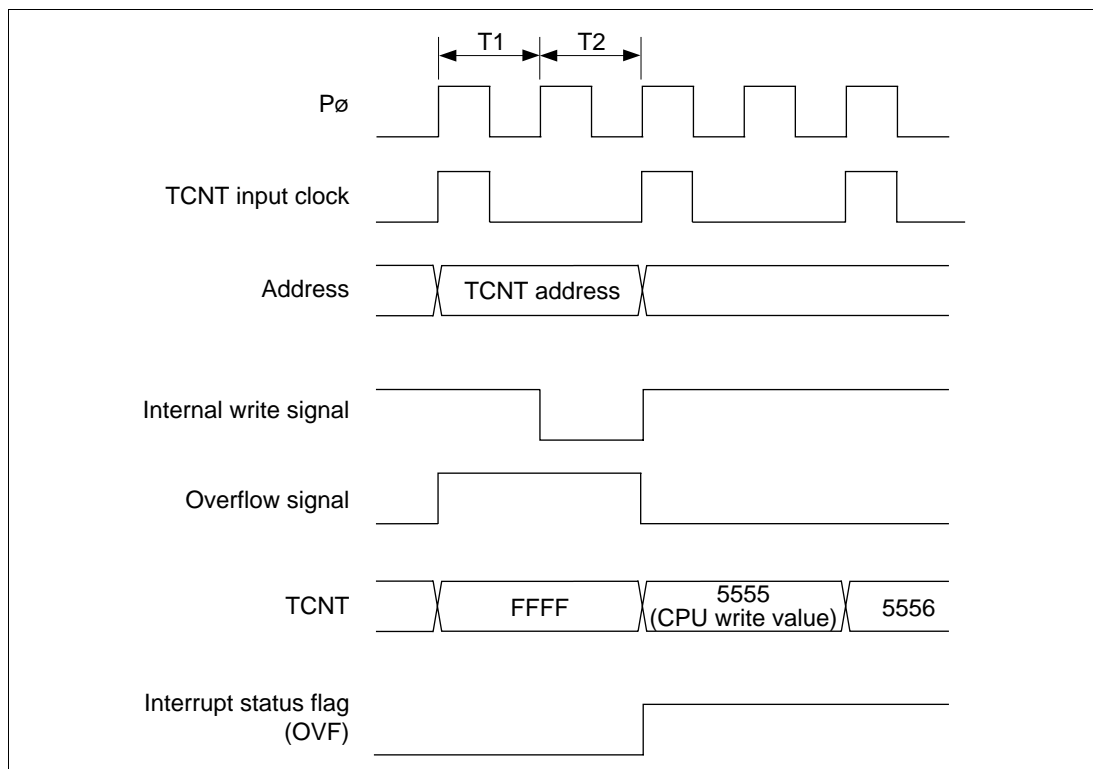 T1 T2
Pø
TCNT input clock
Address TCNT address
Internal write signal
Overflow signal
TCNT FFFF 5555 5556
(CPU write value)
Interrupt status flag
(OVF)